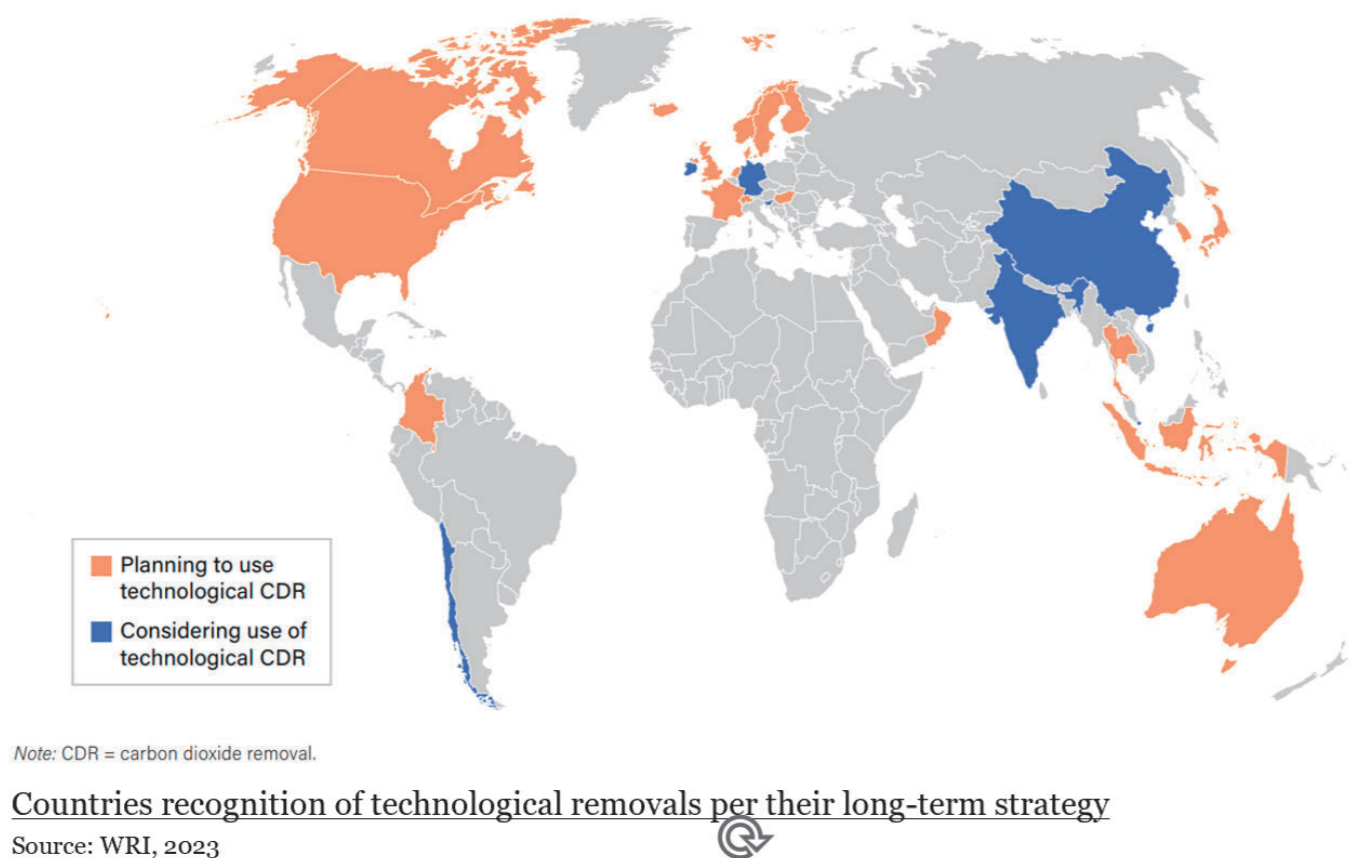 Planning to use
technological CDR
Considering use of
technological CDR
Note: CDR = carbon dioxide removal.
Countries recognition of technological removals per their long-term strategy
Source: WRI, 2023